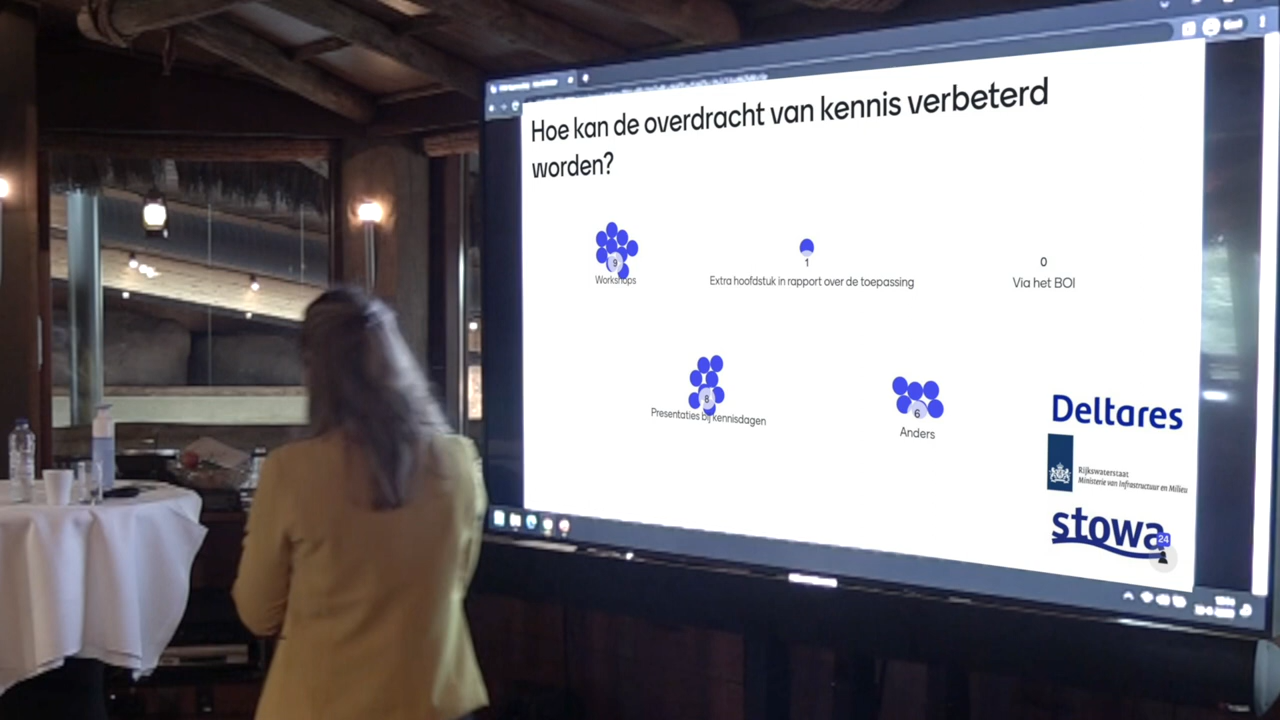 Hoe kan de overdracht van kennis verbeterd
worden?
9
Workshops
1
Extra hoofdstuk in rapport over de toepassing
0
Via het BOI
8
Presentaties bij kennisdagen
6
Anders
Deltares
Rijkswaterstaat
Ministerie van Infrastructuur en Milieu
stowa
24